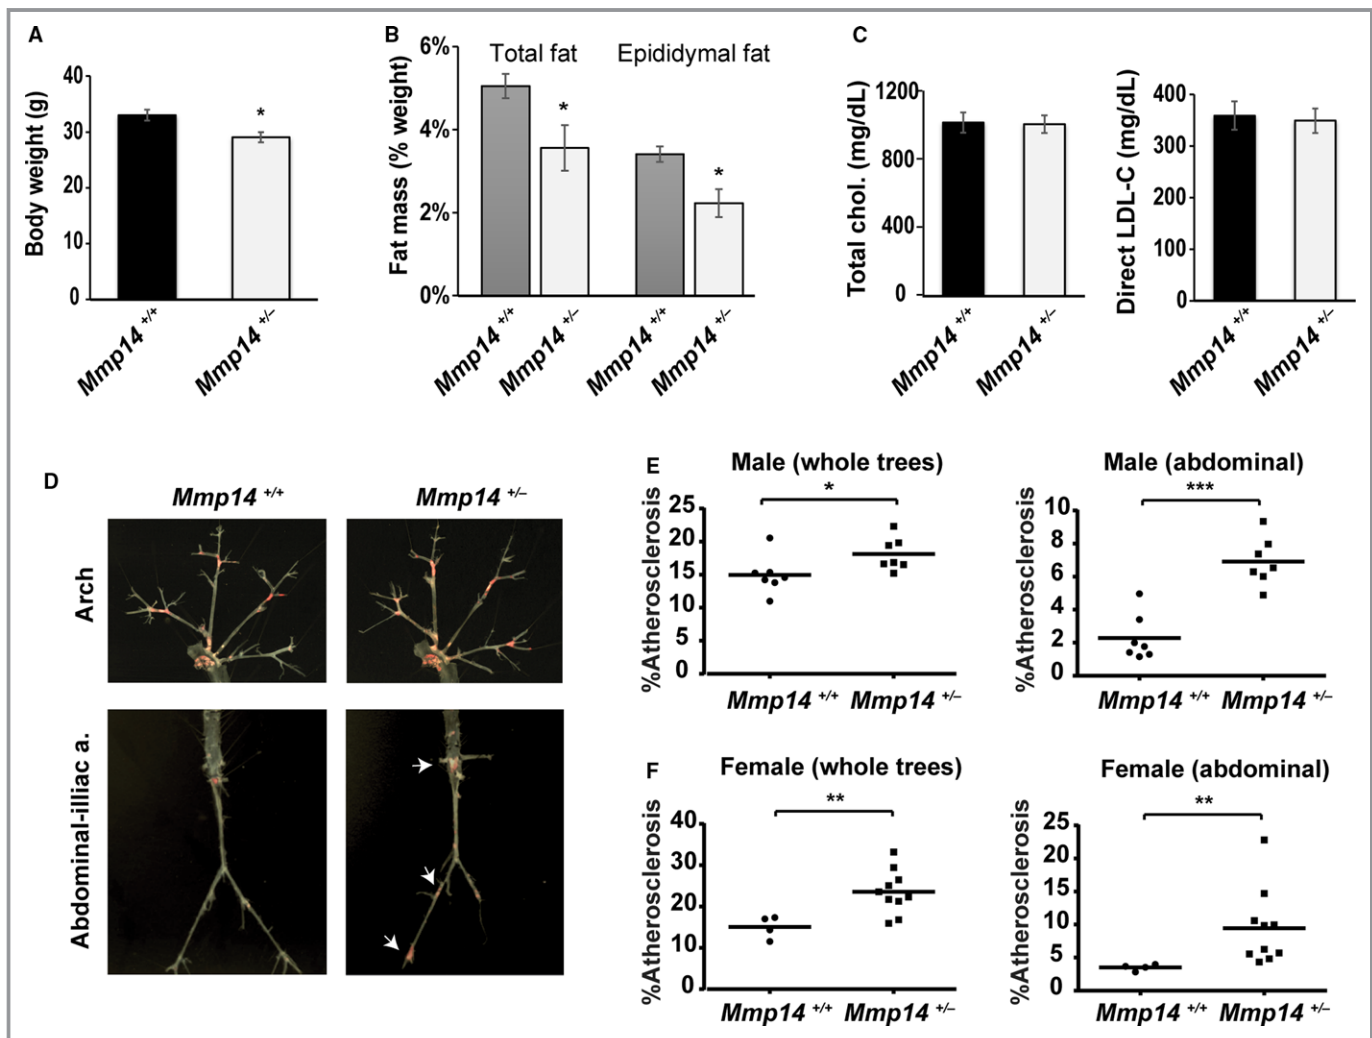 A
Body weight (g)
40
30
20
10
0
*
Mmp14 +/+
Mmp14 +/–
B
Fat mass (% weight)
6%
4%
2%
0%
Total fat
Epididymal fat
*
*
Mmp14 +/+
Mmp14 +/–
Mmp14 +/+
Mmp14 +/–
C
Total chol. (mg/dL)
1200
800
400
0
Mmp14 +/+
Mmp14 +/–
Direct LDL-C (mg/dL)
400
300
200
100
0
Mmp14 +/+
Mmp14 +/–
D
Mmp14 +/+
Mmp14 +/–
Arch
Abdominal-illiac a.
E
Male (whole trees)
*
%Atherosclerosis
25
20
15
10
5
0
Mmp14 +/+
Mmp14 +/–
Male (abdominal)
***
%Atherosclerosis
10
8
6
4
2
0
Mmp14 +/+
Mmp14 +/–
F
Female (whole trees)
**
%Atherosclerosis
40
30
20
10
0
Mmp14 +/+
Mmp14 +/–
Female (abdominal)
**
%Atherosclerosis
25
20
15
10
5
0
Mmp14 +/+
Mmp14 +/–